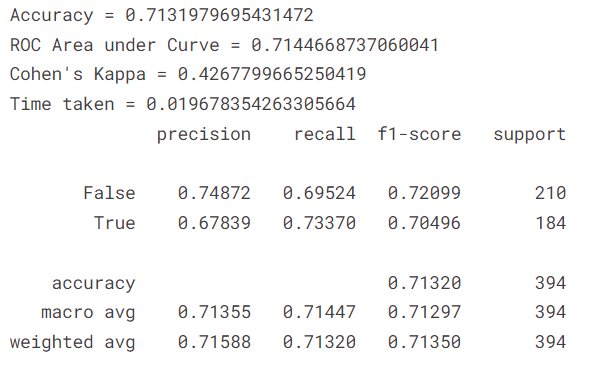 Accuracy = 0.7131979695431472
ROC Area under Curve = 0.7144668737060041
Cohen's Kappa = 0.4267799665250419
Time taken = 0.019678354263305664
precision recall f1-score support
False 0.74872 0.69524 0.72099 210
True 0.67839 0.73370 0.70496 184
accuracy 0.71320 394
macro avg 0.71355 0.71447 0.71297 394
weighted avg 0.71588 0.71320 0.71350 394